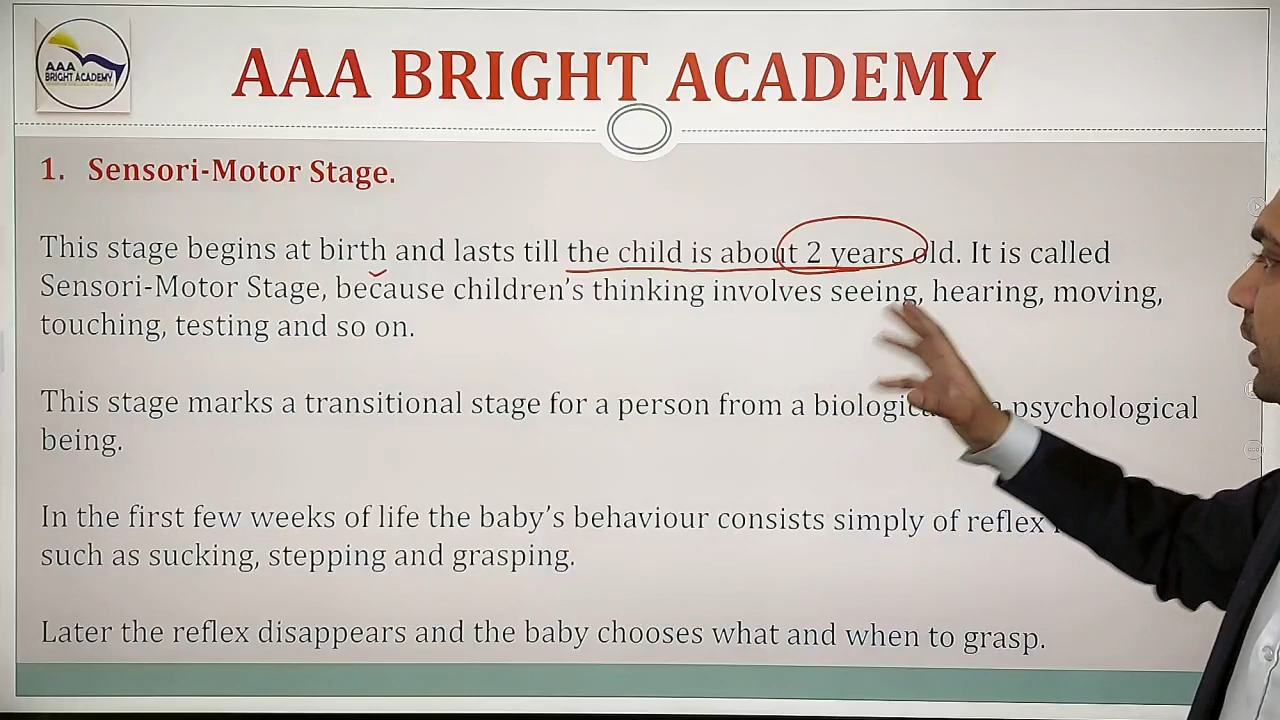 AAA
BRIGHT ACADEMY
AAA BRIGHT ACADEMY
1. Sensori-Motor Stage.
This stage begins at birth and lasts till the child is about 2 years old. It is called
Sensori-Motor Stage, because children's thinking involves seeing, hearing, moving,
touching, testing and so on.
This stage marks a transitional stage for a person from a psychological
being.
In the first few weeks of life the baby's behaviour consists simply of reflex
such as sucking, stepping and grasping.
Later the reflex disappears and the baby chooses what and when to grasp.